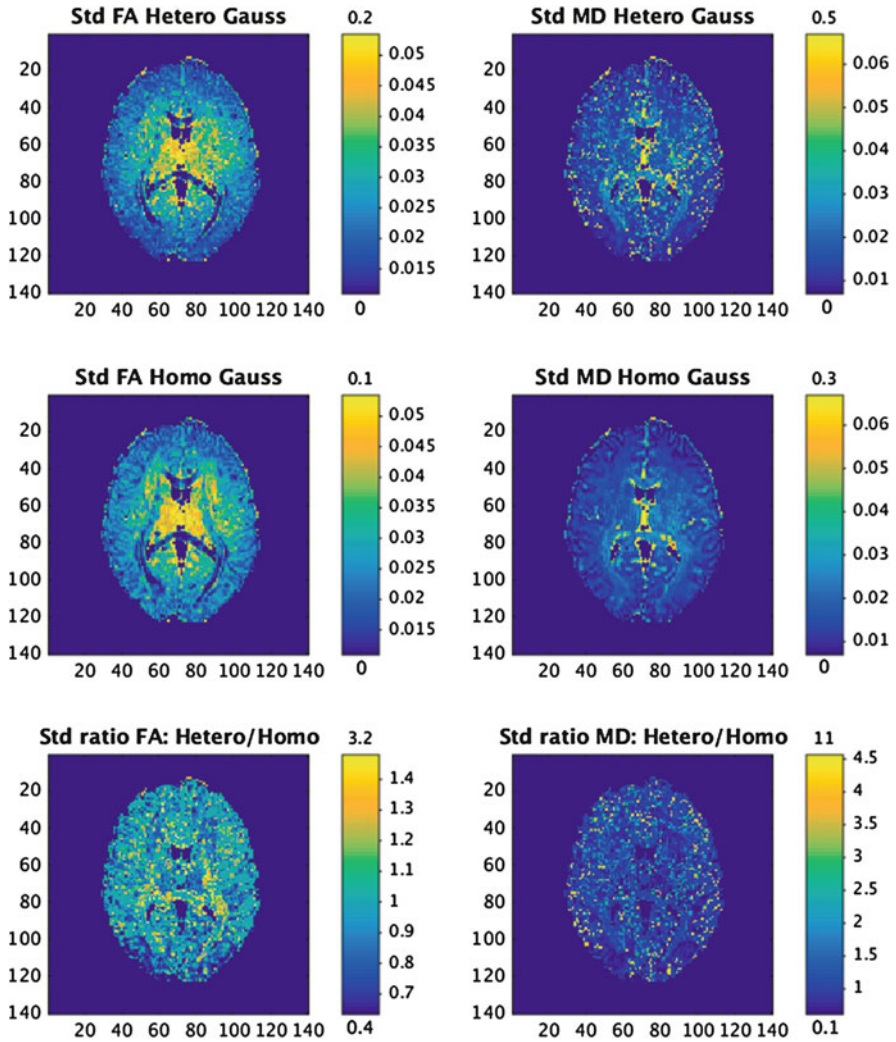 Std FA Hetero Gauss 0.2
20 40 60 80 100 120 140
20 40 60 80 100 120 140
0.05 0.045 0.04 0.035 0.03 0.025 0.02 0.015
0
Std MD Hetero Gauss 0.5
20 40 60 80 100 120 140
20 40 60 80 100 120 140
0.06 0.05 0.04 0.03 0.02 0.01
0
Std FA Homo Gauss 0.1
20 40 60 80 100 120 140
20 40 60 80 100 120 140
0.05 0.045 0.04 0.035 0.03 0.025 0.02 0.015
0
Std MD Homo Gauss 0.3
20 40 60 80 100 120 140
20 40 60 80 100 120 140
0.06 0.05 0.04 0.03 0.02 0.01
0
Std ratio FA: Hetero/Homo 3.2
20 40 60 80 100 120 140
20 40 60 80 100 120 140
1.4 1.3 1.2 1.1 1 0.9 0.8 0.7
0.4
Std ratio MD: Hetero/Homo 11
20 40 60 80 100 120 140
20 40 60 80 100 120 140
4.5 4 3.5 3 2.5 2 1.5 1
0.1